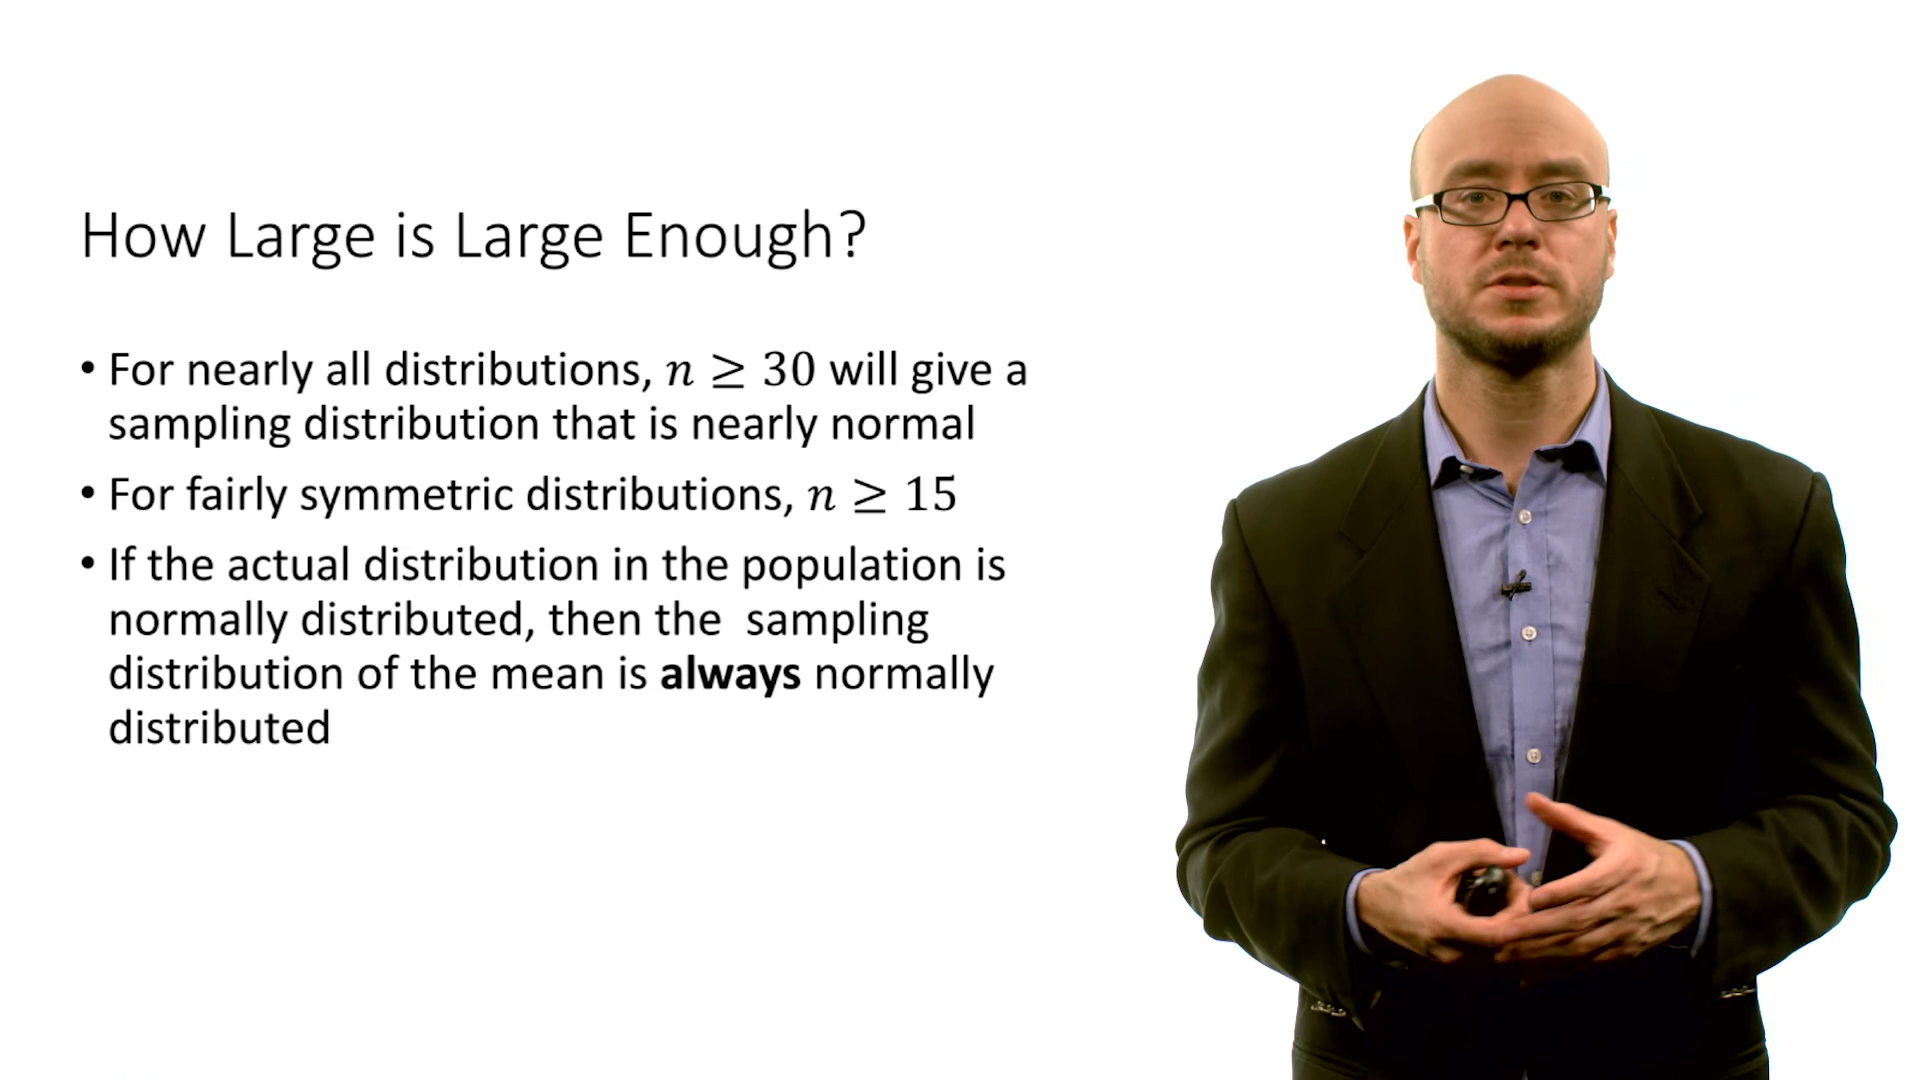 How Large is Large Enough?
• For nearly all distributions, n ≥ 30 will give a
sampling distribution that is nearly normal
• For fairly symmetric distributions, n ≥ 15
• If the actual distribution in the population is
normally distributed, then the  sampling
distribution of the mean is always normally
distributed